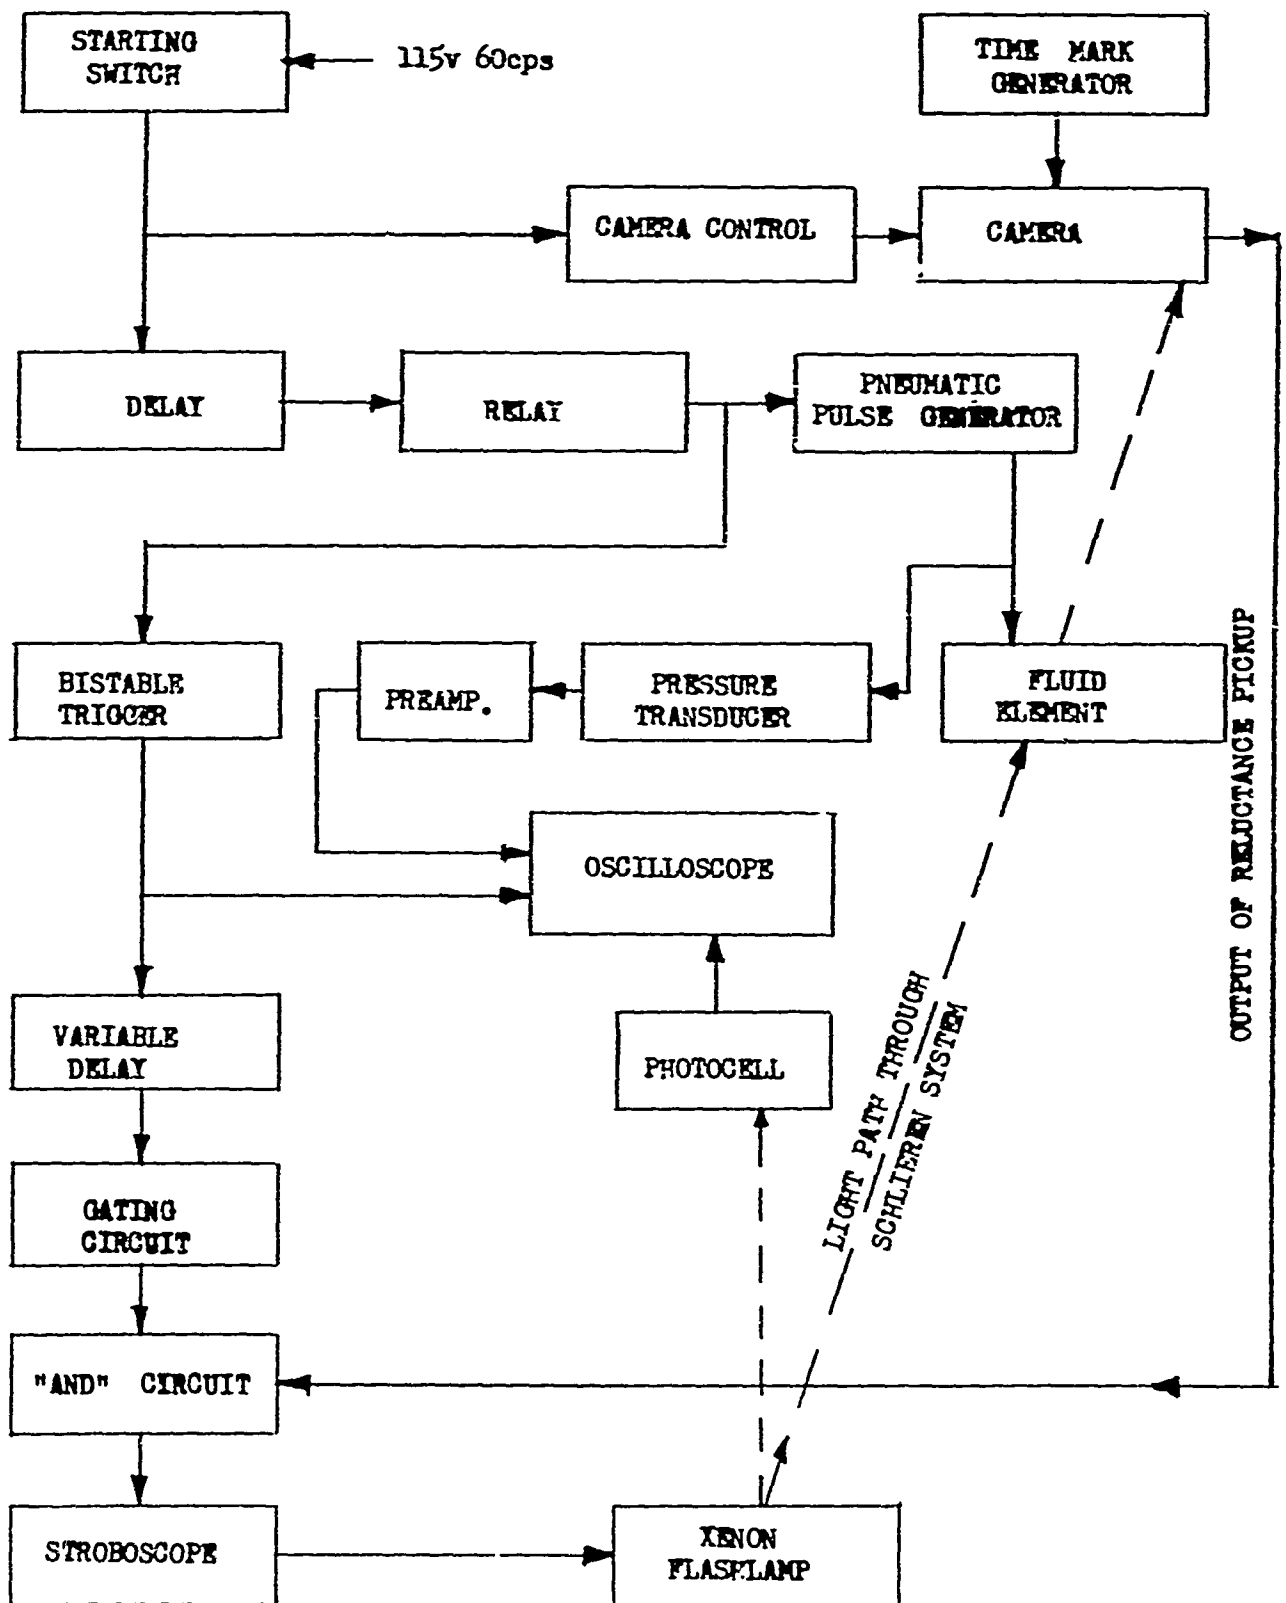 STARTING
SWITCH
115v 60cps
TIME MARK
GENERATOR
CAMERA CONTROL
CAMERA
DELAY
RELAY
PNEUMATIC
PULSE GENERATOR
BISTABLE
TRIGGER
PREAMP.
PRESSURE
TRANSDUCER
FLUID
ELEMENT
OSCILLOSCOPE
OUTPUT OF RELUCTANCE PICKUP
VARIABLE
DELAY
PHOTOCELL
LIGHT PATH THROUGH
SCHLIEREN SYSTEM
GATING
CIRCUIT
"AND" CIRCUIT
STROBOSCOPE
XENON
FLASHLAMP